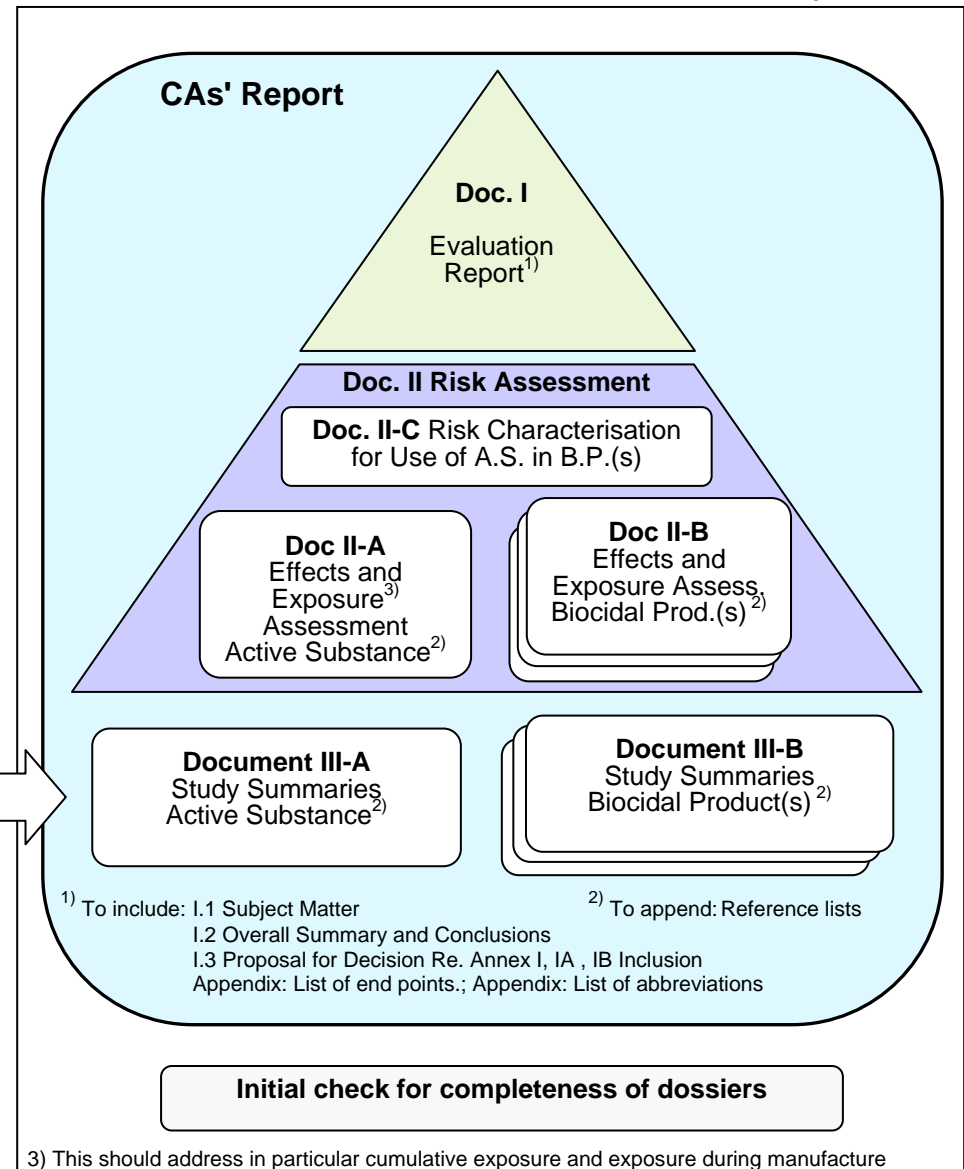 CAs' Report
Doc. I
Evaluation
Report1)
Doc. II Risk Assessment
Doc. II-C Risk Characterisation
for Use of A.S. in B.P.(s)
Doc II-A
Effects and
Exposure3)
Assessment
Active Substance2)
Doc II-B
Effects and
Exposure Assess.
Biocidal Prod.(s) 2)
Document III-A
Study Summaries
Active Substance2)
Document III-B
Study Summaries
Biocidal Product(s) 2)
1) To include: I.1 Subject Matter
I.2 Overall Summary and Conclusions
I.3 Proposal for Decision Re. Annex I, IA , IB Inclusion
Appendix: List of end points.; Appendix: List of abbreviations
2) To append: Reference lists
Initial check for completeness of dossiers
3) This should address in particular cumulative exposure and exposure during manufacture